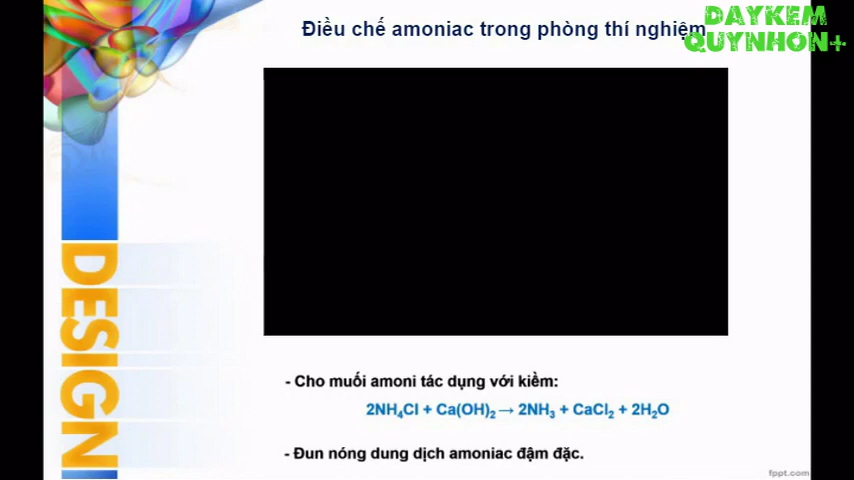 Điều chế amoniac trong phòng thí nghiệm
DAYKEM
QUYNHON+
DESIGN
- Cho muối amoni tác dụng với kiềm:
2NH₄Cl + Ca(OH)₂ → 2NH₃ + CaCl₂ + 2H₂O
- Đun nóng dung dịch amoniac đậm đặc.
fppt.com